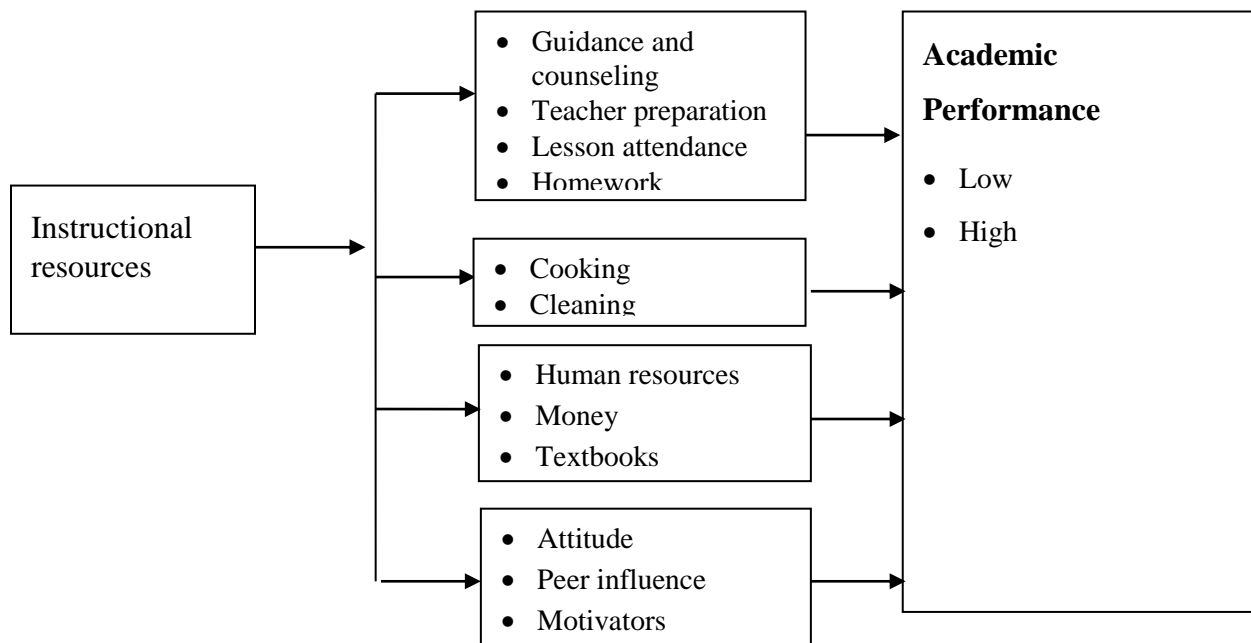 Instructional
resources
• Guidance and
counseling
• Teacher preparation
• Lesson attendance
• Homework
• Cooking
• Cleaning
• Human resources
• Money
• Textbooks
• Attitude
• Peer influence
• Motivators
Academic
Performance
• Low
• High